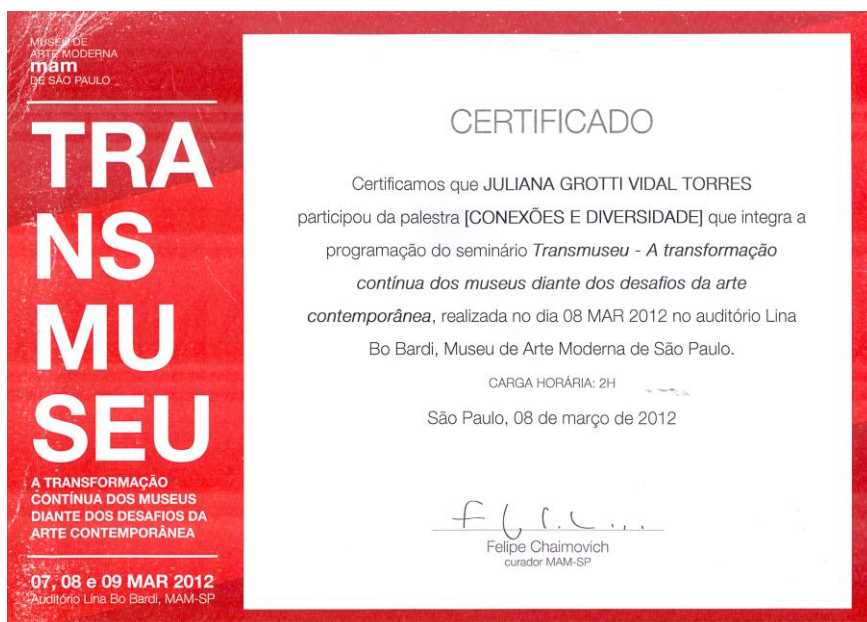 MUSEU DE
ARTE MODERNA
mam
DE SÃO PAULO
TRA
NS
MU
SEU
A TRANSFORMAÇÃO
CONTÍNUA DOS MUSEUS
DIANTE DOS DESAFIOS DA
ARTE CONTEMPORÂNEA
07, 08 e 09 MAR 2012
Auditório Lina Bo Bardi, MAM-SP
CERTIFICADO
Certificamos que JULIANA GROTTI VIDAL TORRES
participou da palestra [CONEXÕES E DIVERSIDADE] que integra a
programação do seminário Transmuseu - A transformação
contínua dos museus diante dos desafios da arte
contemporânea, realizada no dia 08 MAR 2012 no auditório Lina
Bo Bardi, Museu de Arte Moderna de São Paulo.
CARGA HORÁRIA: 2H
São Paulo, 08 de março de 2012
Felipe Chaimovich
curador MAM-SP